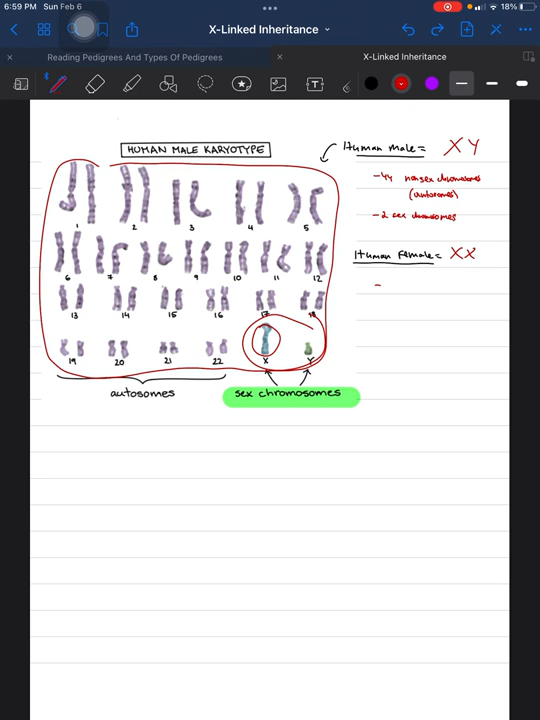 6:59 PM Sun Feb 6
18%
X-Linked Inheritance
Reading Pedigrees And Types Of Pedigrees
X-Linked Inheritance
HUMAN MALE KARYOTYPE
Human Male = XY
- 44 nonsex chromosomes
(autosomes)
- 2 sex chromosomes
Human Female = XX
-
1 2 3 4 5
6 7 8 9 10 11 12
13 14 15 16 17 18
19 20 21 22 X Y
autosomes
sex chromosomes